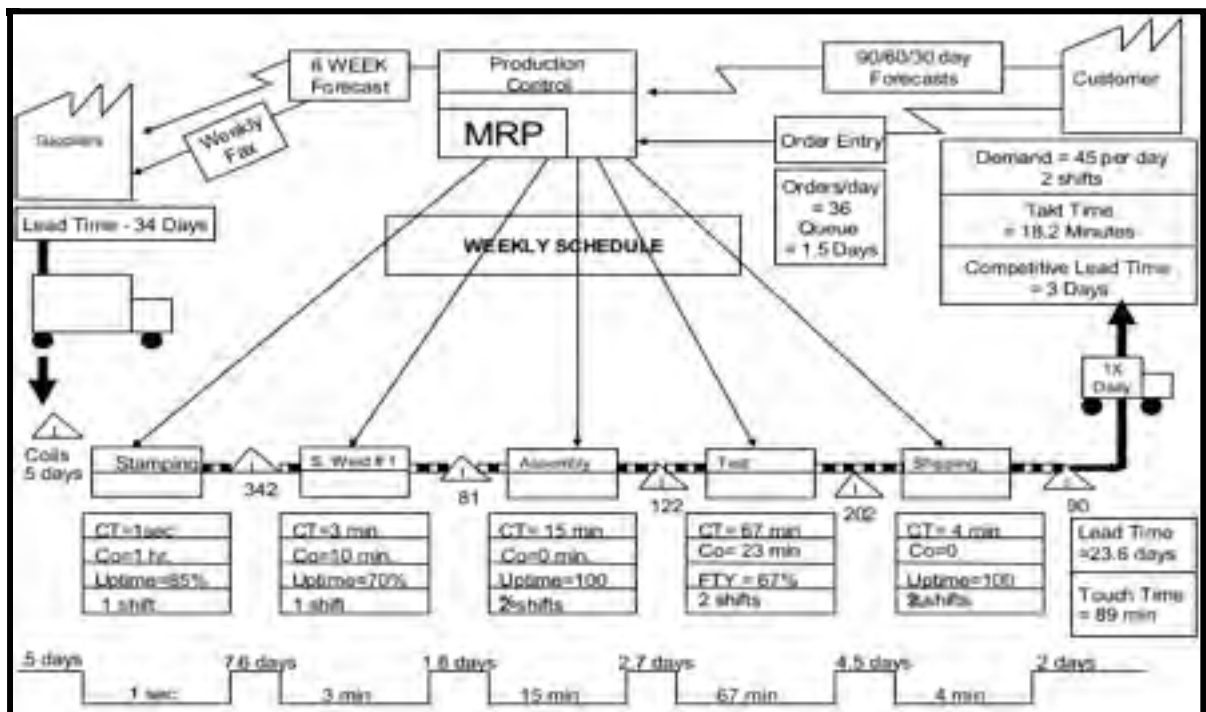 6 WEEK
Forecast
Production
Control
90/60/30 day
Forecasts
Customer
Suppliers
Weekly
Fax
MRP
Order Entry
Demand = 45 per day
2 shifts
Lead Time - 34 Days
Orders/day
= 36
Queue
= 1.5 Days
Takt Time
= 18.2 Minutes
WEEKLY SCHEDULE
Competitive Lead Time
= 3 Days
1X
Daily
I
Coils
5 days
Stamping
I
342
S. Weld # 1
I
81
Assembly
I
122
Test
I
202
Shipping
90
CT=1sec
Co=1 hr.
Uptime=85%
1 shift
CT=3 min.
Co=10 min.
Uptime=70%
1 shift
CT= 15 min
Co=0 min.
Uptime=100
2 shifts
CT= 67 min
Co= 23 min
FTY = 67%
2 shifts
CT= 4 min
Co=0
Uptime=100
shifts
Lead Time
=23.6 days
Touch Time
= 89 min
5 days
7.6 days
1.8 days
2.7 days
4.5 days
2 days
1 sec
3 min
15 min
67 min
4 min